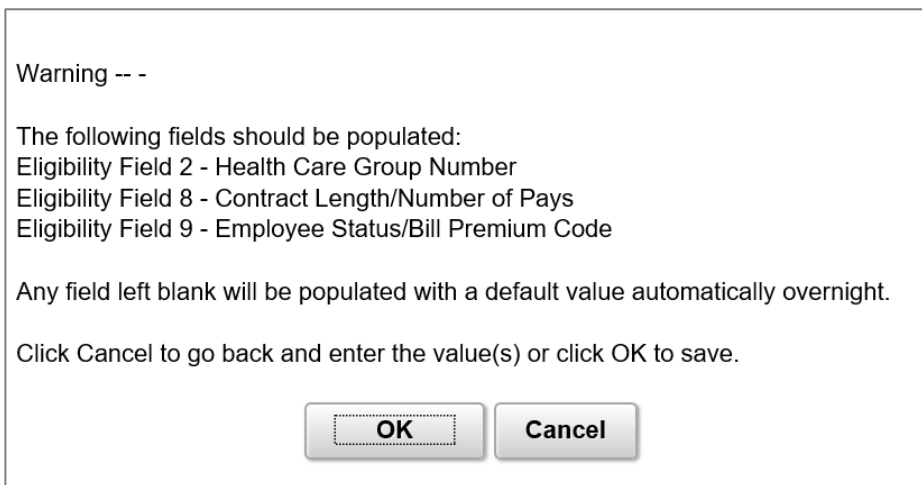 Warning -- -
The following fields should be populated:
Eligibility Field 2 - Health Care Group Number
Eligibility Field 8 - Contract Length/Number of Pays
Eligibility Field 9 - Employee Status/Bill Premium Code
Any field left blank will be populated with a default value automatically overnight.
Click Cancel to go back and enter the value(s) or click OK to save.
OK
Cancel